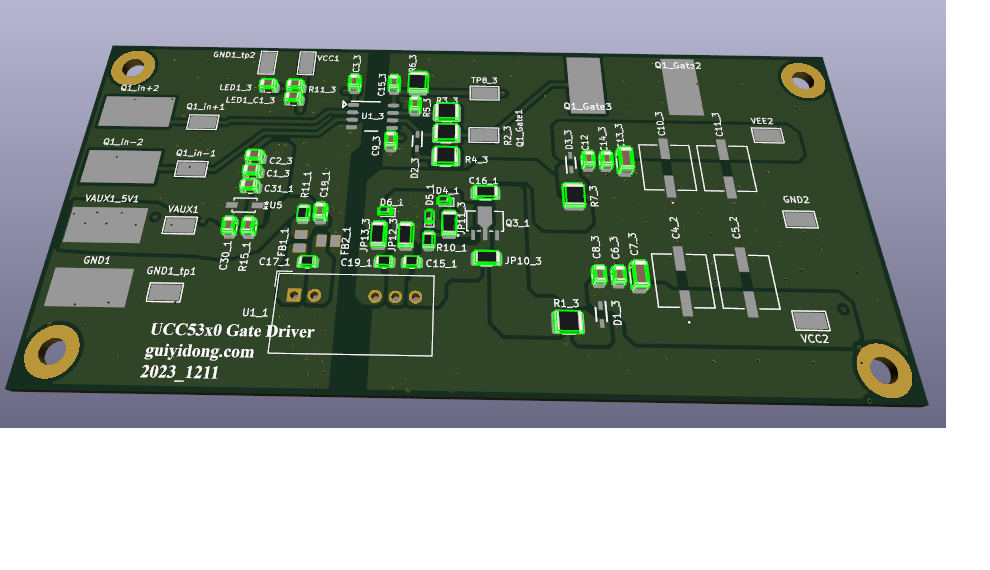 GND1_tp2
VCC1
C3_3
C15_3
R6_3
TP8_3
Q1_Gate2
LED1_3
R11_3
LED1_C1_3
Q1_in+2
Q1_in+1
U1_3
R5_3
R3_3
Q1_Gate3
R2_3
Q1_Gate1
VEE2
C10_3
C11_3
D3_3
C12
C14_3
C13_3
Q1_in-2
Q1_in-1
C2_3
C1_3
C31_1
C9_3
D2_3
R4_3
R7_3
C16_1
VAUX1_5V1
VAUX1
*U5
R11_1
C18_1
D6_1
D5_1
D4_1
JP11_3
Q3_1
GND2
C30_1
R15_1
FB1_1
FB2_1
JP13_3
JP12_3
R10_1
C8_3
C6_3
C7_3
C4_2
C5_2
GND1
GND1_tp1
C17_1
C19_1
C15_1
JP10_3
U1_1
R1_3
D1_3
VCC2
UCC53x0 Gate Driver
guiyidong.com
2023_1211